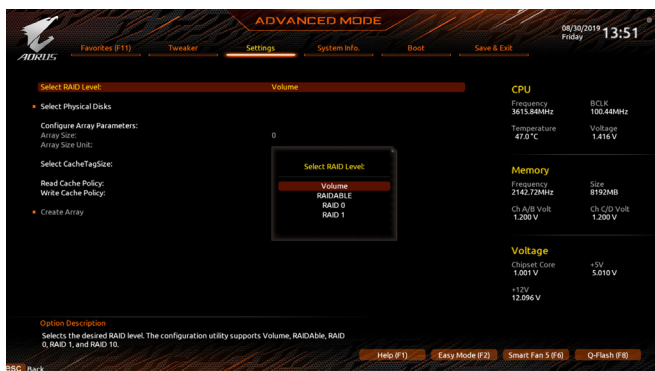 ADVANCED MODE
08/30/2019 Friday 13:51
AORUS
Favorites (F11) Tweaker Settings System Info. Boot Save & Exit
Select RAID Level: Volume
Select Physical Disks
Configure Array Parameters:
Array Size: 0
Array Size Unit:
Select CacheTagSize:
Read Cache Policy:
Write Cache Policy:
Create Array
Select RAID Level:
Volume
RAIDABLE
RAID 0
RAID 1
CPU
Frequency BCLK
3615.84MHz 100.44MHz
Temperature Voltage
47.0 °C 1.416 V
Memory
Frequency Size
2142.72MHz 8192MB
Ch A/B Volt Ch C/D Volt
1.200 V 1.200 V
Voltage
Chipset Core +5V
1.001 V 5.010 V
+12V
12.096 V
Option Description
Selects the desired RAID level. The configuration utility supports Volume, RAIDAble, RAID
0, RAID 1, and RAID 10.
Help (F1) Easy Mode (F2) Smart Fan 5 (F6) Q-Flash (F8)
ESC Back